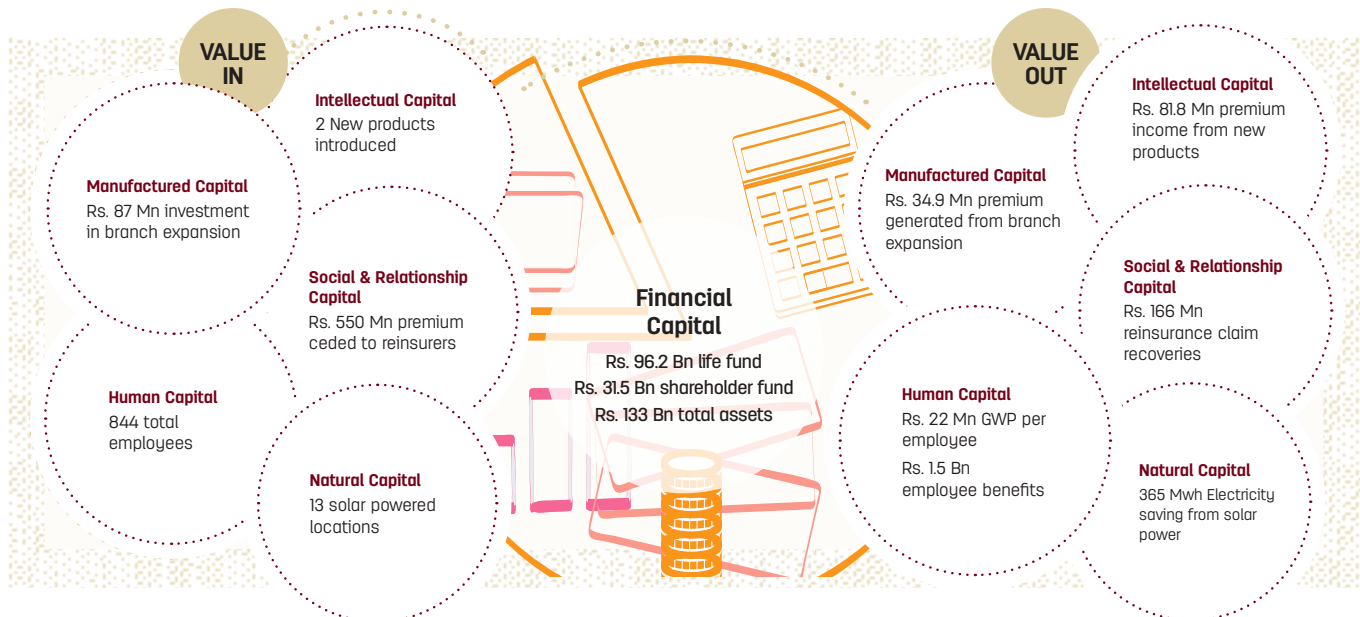 VALUE
IN
Intellectual Capital
2 New products
introduced
Manufactured Capital
Rs. 87 Mn investment
in branch expansion
Social & Relationship
Capital
Rs. 550 Mn premium
ceded to reinsurers
Human Capital
844 total
employees
Natural Capital
13 solar powered
locations
Financial
Capital
Rs. 96.2 Bn life fund
Rs. 31.5 Bn shareholder fund
Rs. 133 Bn total assets
VALUE
OUT
Intellectual Capital
Rs. 81.8 Mn premium
income from new
products
Manufactured Capital
Rs. 34.9 Mn premium
generated from branch
expansion
Social & Relationship
Capital
Rs. 166 Mn
reinsurance claim
recoveries
Human Capital
Rs. 22 Mn GWP per
employee
Rs. 1.5 Bn
employee benefits
Natural Capital
365 Mwh Electricity
saving from solar
power